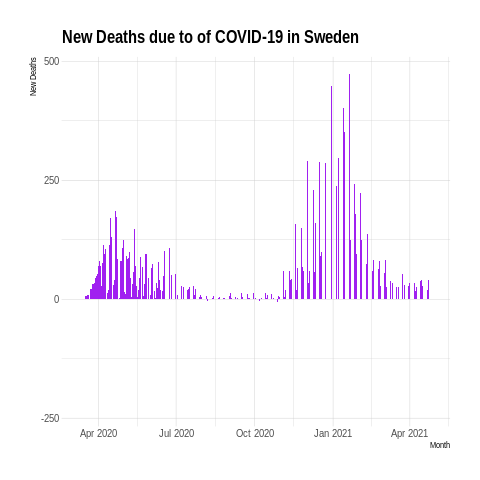 New Deaths due to of COVID-19 in Sweden
New Deaths
500
250
0
-250
Apr 2020 Jul 2020 Oct 2020 Jan 2021 Apr 2021
Month